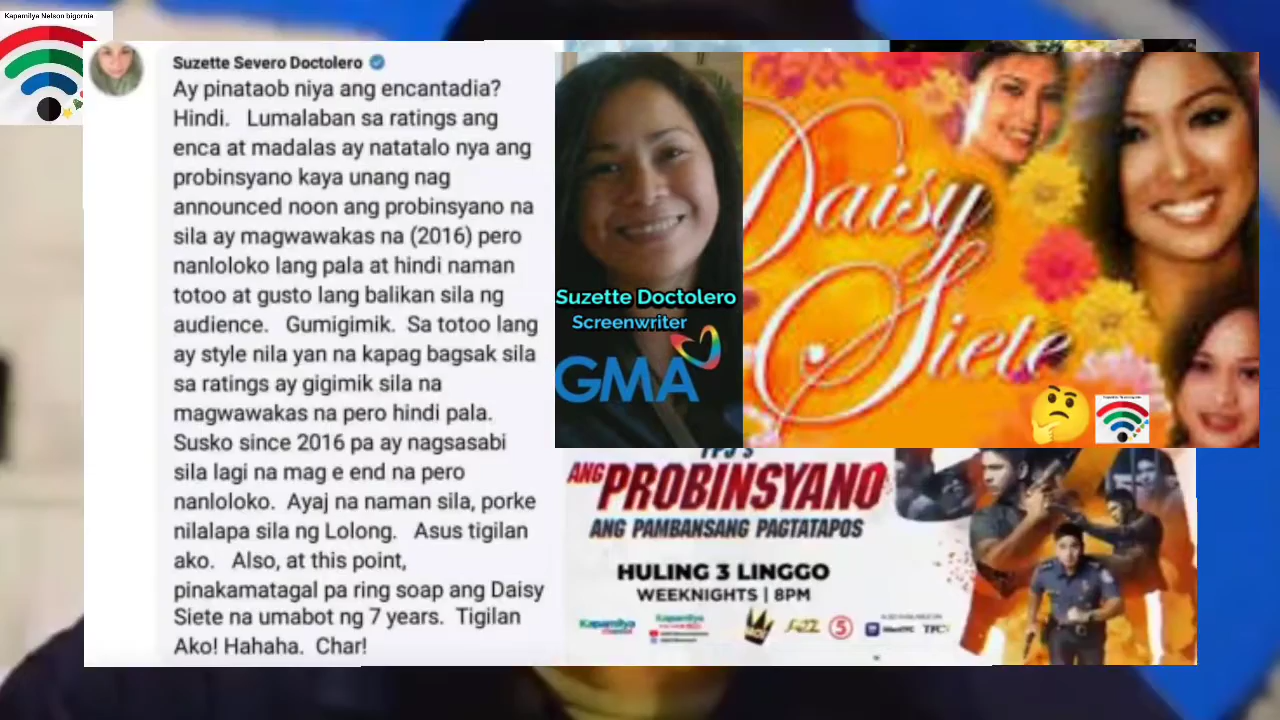 Kapamilya Nelson bigornia
Suzette Severo Doctolero
Ay pinataob niya ang encantadia?
Hindi. Lumalaban sa ratings ang
enca at madalas ay natatalo nya ang
probinsyano kaya unang nag
announced noon ang probinsyano na
sila ay magwawakas na (2016) pero
nanloloko lang pala at hindi naman
totoo at gusto lang balikan sila ng
audience. Gumigimik. Sa totoo lang
ay style nila yan na kapag bagsak sila
sa ratings ay gigimik sila na
magwawakas na pero hindi pala.
Susko since 2016 pa ay nagsasabi
sila lagi na mag e end na pero
nanloloko. Ayaj na naman sila, porke
nilalapa sila ng Lolong. Asus tigilan
ako. Also, at this point,
pinakamatagal pa ring soap ang Daisy
Siete na umabot ng 7 years. Tigilan
Ako! Hahaha. Char!
Suzette Doctolero
Screenwriter
GMA
Daisy
Siete
FPJ's
ANG
PROBINSYANO
ANG PAMBANSANG PAGTATAPOS
HULING 3 LINGGO
WEEKNIGHTS | 8PM
Kapamilya
Kapamilya
5
TFC